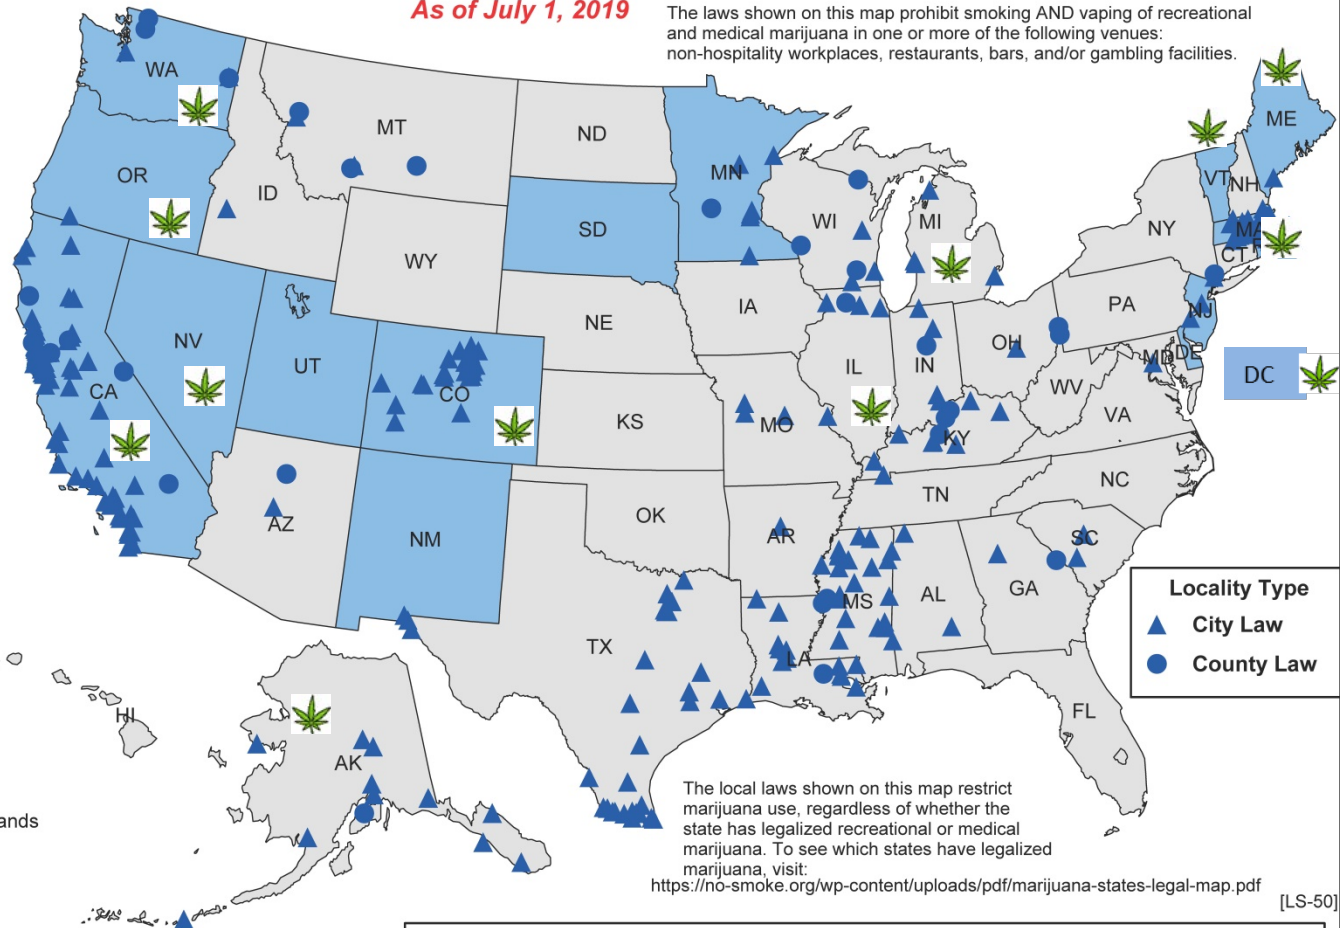 As of July 1, 2019
The laws shown on this map prohibit smoking AND vaping of recreational
and medical marijuana in one or more of the following venues:
non-hospitality workplaces, restaurants, bars, and/or gambling facilities.
WA
MT
ND
MN
ME
OR
ID
SD
WI
MI
VT
NH
NY
MA
CT
R
WY
IA
PA
NJ
NV
UT
NE
IL
IN
OH
MD
DE
DC
CA
CO
KS
MO
WV
VA
KY
AZ
NM
OK
AR
TN
NC
SC
TX
LA
MS
AL
GA
FL
HI
AK
Locality Type
City Law
County Law
ands
The local laws shown on this map restrict
marijuana use, regardless of whether the
state has legalized recreational or medical
marijuana. To see which states have legalized
marijuana, visit:
https://no-smoke.org/wp-content/uploads/pdf/marijuana-states-legal-map.pdf
[LS-50]